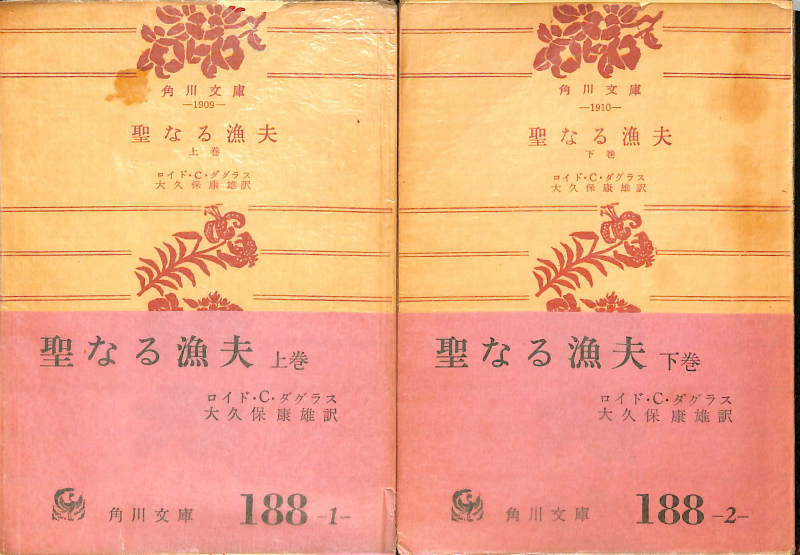 角川文庫
—1909—
聖なる漁夫
上巻
ロイド・C・ダグラス
大久保康雄訳
聖なる漁夫 上巻
ロイド・C・ダグラス
大久保康雄訳
角川文庫 188 -1-
角川文庫
—1910—
聖なる漁夫
下巻
ロイド・C・ダグラス
大久保康雄訳
聖なる漁夫 下巻
ロイド・C・ダグラス
大久保康雄訳
角川文庫 188 -2-